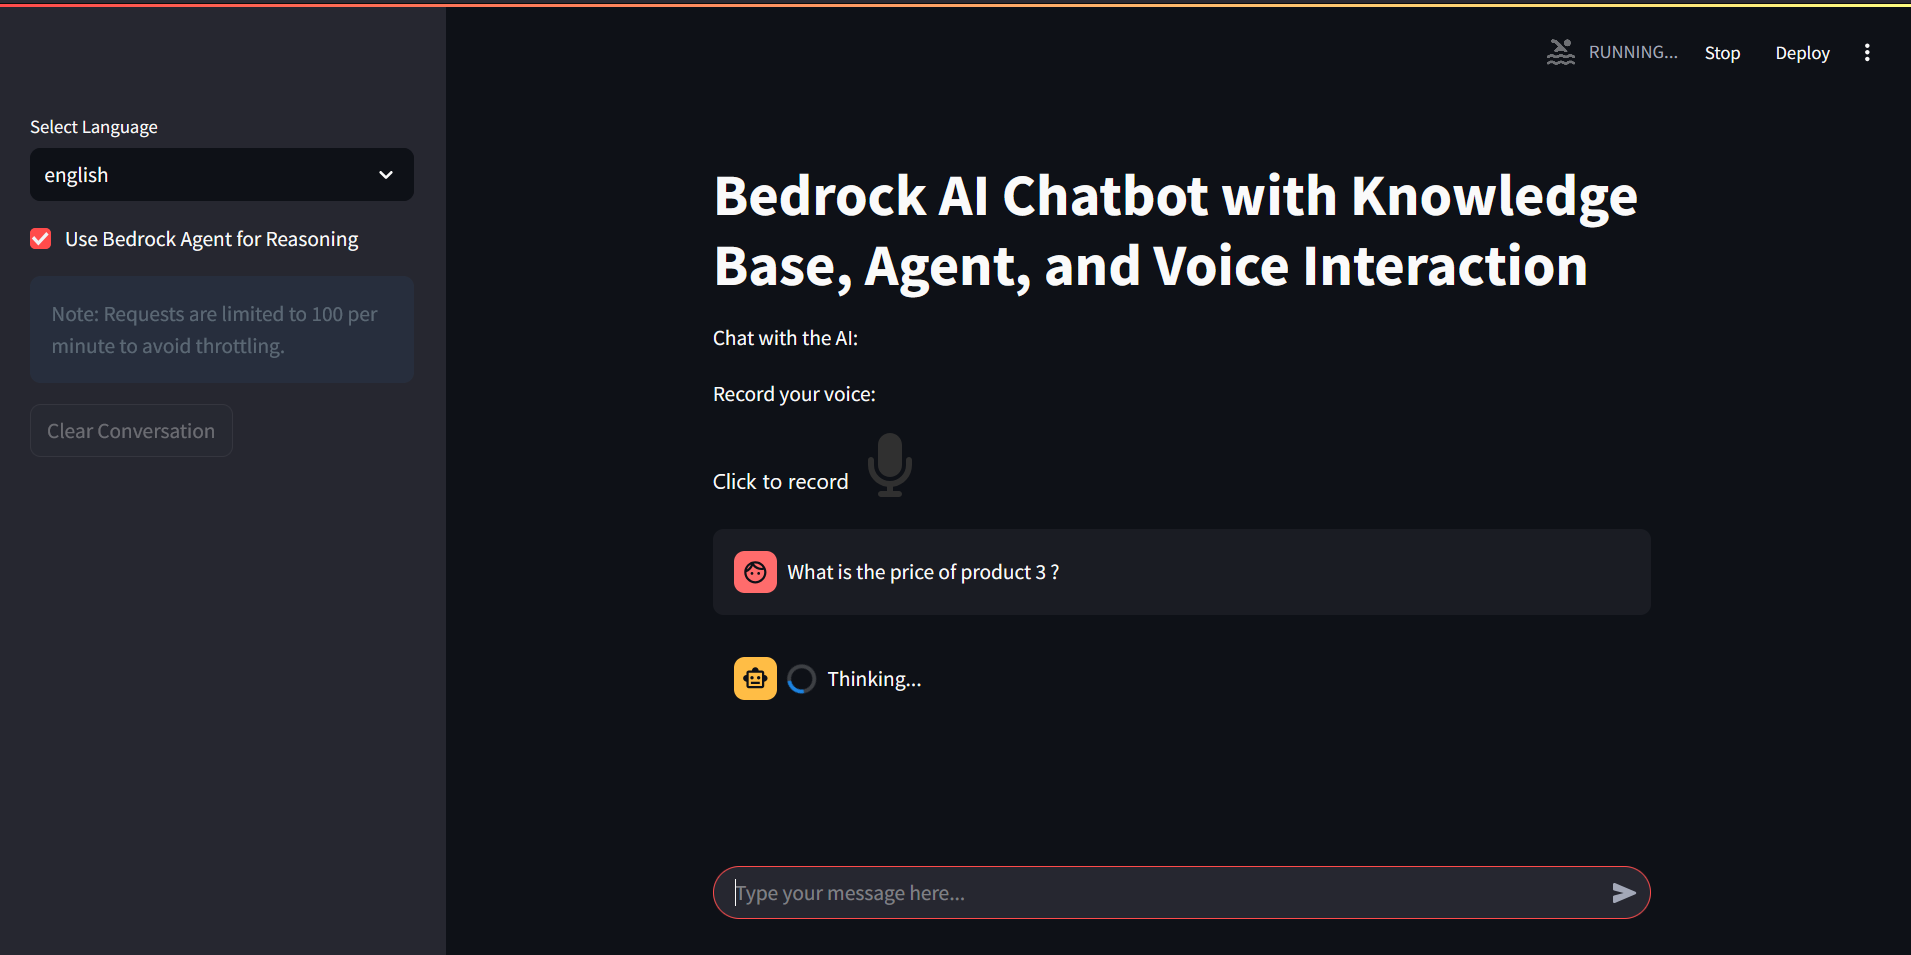 RUNNING...
Stop
Deploy
Select Language
english
Use Bedrock Agent for Reasoning
Note: Requests are limited to 100 per
minute to avoid throttling.
Clear Conversation
Bedrock AI Chatbot with Knowledge
Base, Agent, and Voice Interaction
Chat with the AI:
Record your voice:
Click to record
What is the price of product 3 ?
Thinking...
Type your message here...